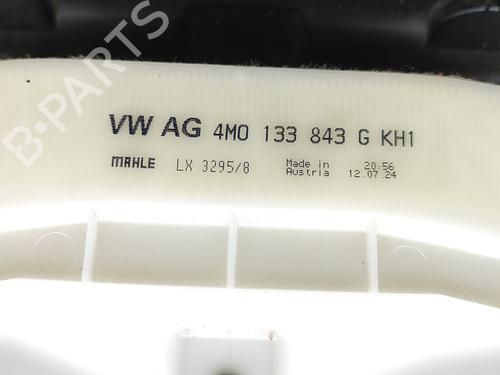 VW AG 4M0 133 843 G KH1
MAHLE LX 3295/8 Made in Austria 20:56 12.07.24
B-PARTS